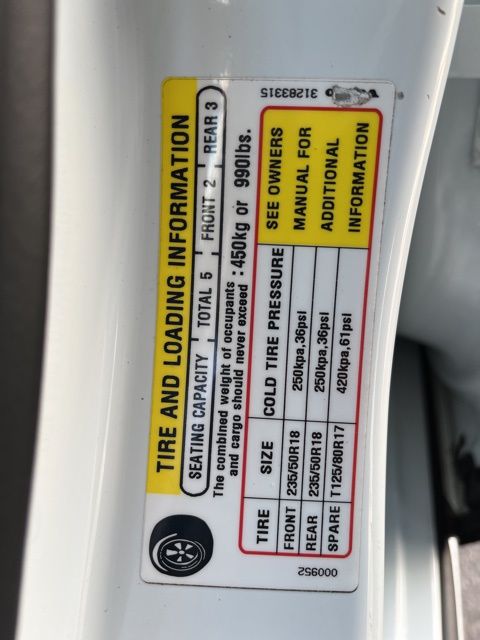 TIRE AND LOADING INFORMATION
SEATING CAPACITY TOTAL 5 FRONT 2 REAR 3
The combined weight of occupants
and cargo should never exceed : 450kg or 990lbs.
TIRE SIZE COLD TIRE PRESSURE SEE OWNERS
MANUAL FOR
ADDITIONAL
INFORMATION
FRONT 235/50R18 250kpa,36psi
REAR 235/50R18 250kpa,36psi
SPARE T125/80R17 420kpa,61psi
31283315
000952